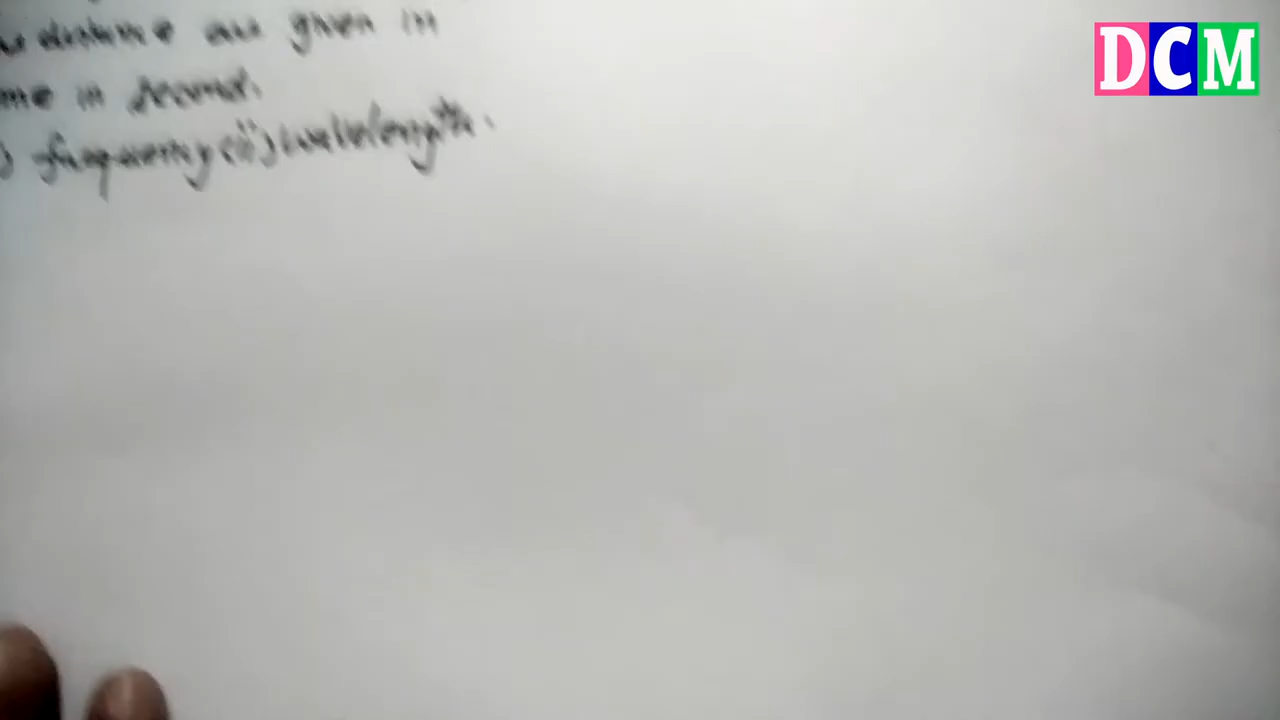 distance are given in
me in second.
) frequency (ii) wavelength.
DCM